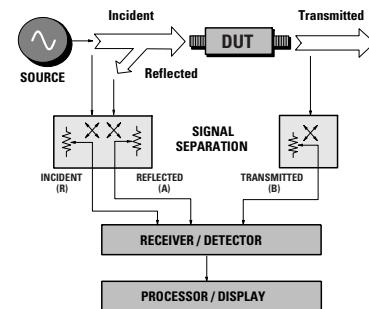 Incident
Transmitted
DUT
SOURCE
Reflected
SIGNAL
SEPARATION
INCIDENT
(R)
REFLECTED
(A)
TRANSMITTED
(B)
RECEIVER / DETECTOR
PROCESSOR / DISPLAY